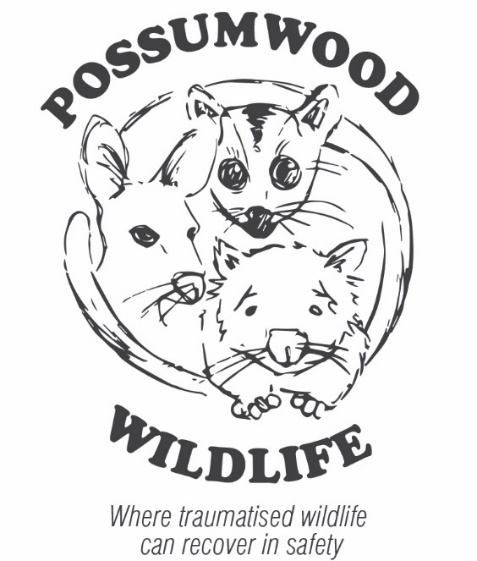 POSSUMWOOD
WILDLIFE
Where traumatised wildlife
can recover in safety